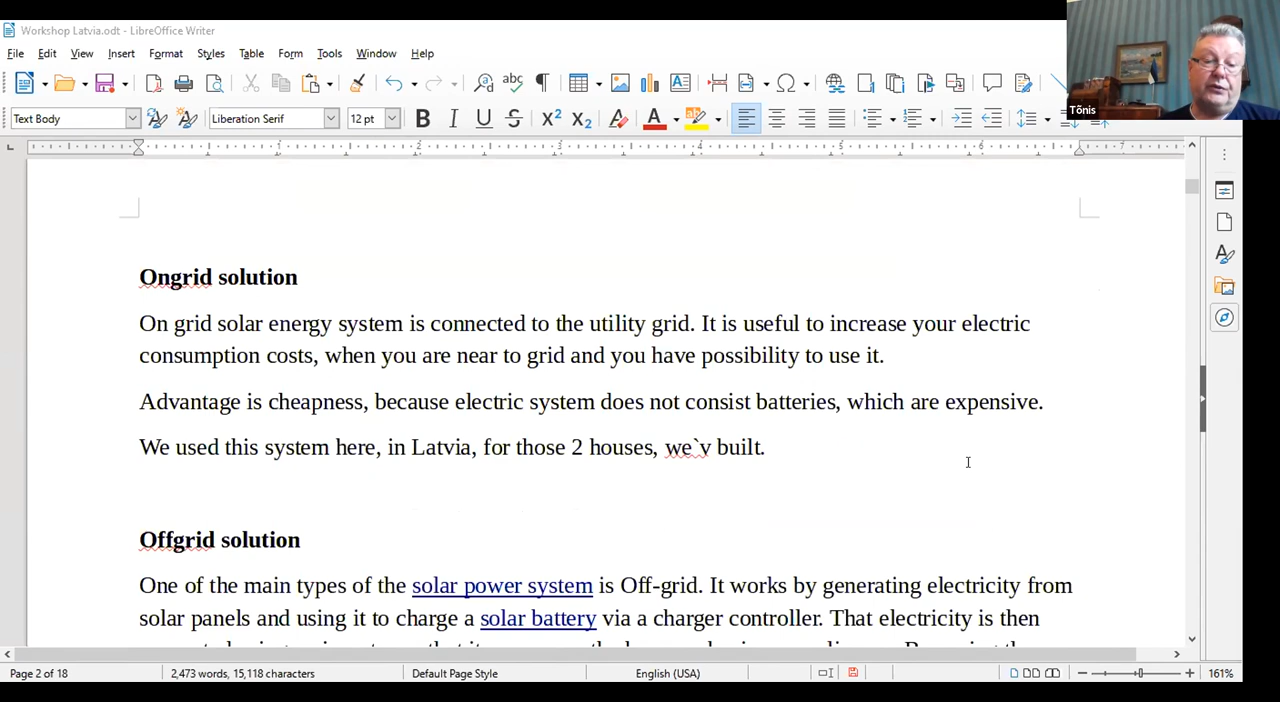 Workshop Latvia.odt - LibreOffice Writer
File Edit View Insert Format Styles Table Form Tools Window Help
Text Body Liberation Serif 12 pt
Tõnis
Ongrid solution
On grid solar energy system is connected to the utility grid. It is useful to increase your electric
consumption costs, when you are near to grid and you have possibility to use it.
Advantage is cheapness, because electric system does not consist batteries, which are expensive.
We used this system here, in Latvia, for those 2 houses, we`v built.
Offgrid solution
One of the main types of the solar power system is Off-grid. It works by generating electricity from
solar panels and using it to charge a solar battery via a charger controller. That electricity is then
Page 2 of 18 2,473 words, 15,118 characters Default Page Style English (USA) 161%